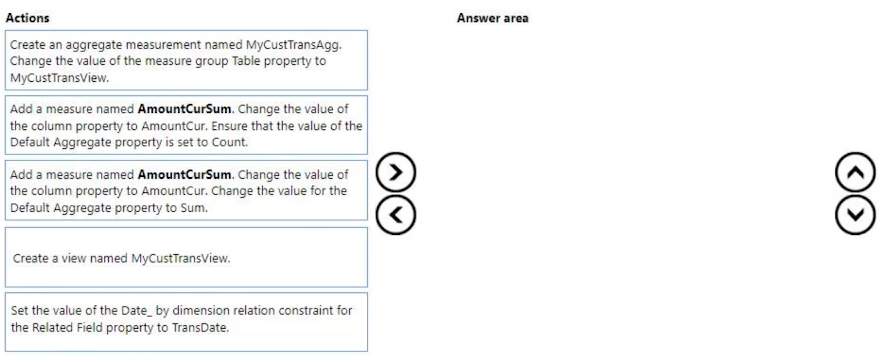 Actions
Answer area
Create an aggregate measurement named MyCustTransAgg.
Change the value of the measure group Table property to
MyCustTransView.
Add a measure named AmountCurSum. Change the value of
the column property to AmountCur. Ensure that the value of the
Default Aggregate property is set to Count.
Add a measure named AmountCurSum. Change the value of
the column property to AmountCur. Change the value for the
Default Aggregate property to Sum.
Create a view named MyCustTransView.
Set the value of the Date_ by dimension relation constraint for
the Related Field property to TransDate.